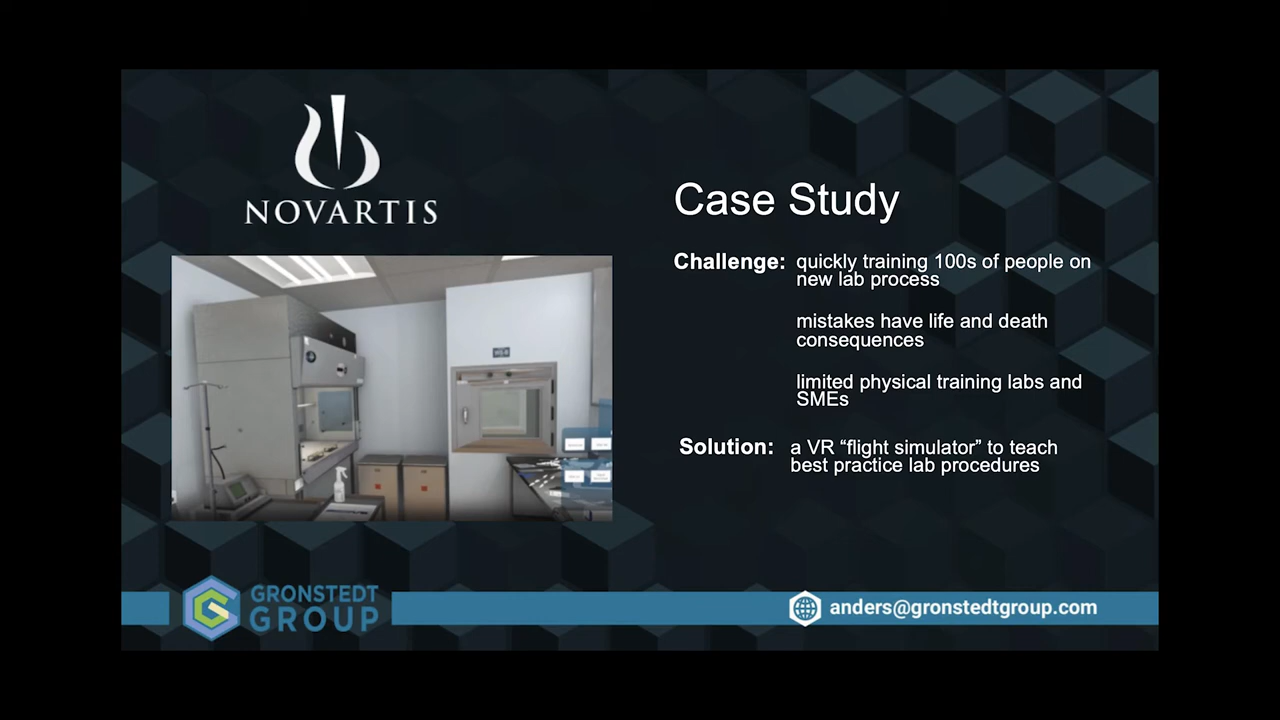 NOVARTIS
Case Study
Challenge: quickly training 100s of people on
new lab process
mistakes have life and death
consequences
limited physical training labs and
SMEs
Solution: a VR “flight simulator” to teach
best practice lab procedures
GRONSTEDT
GROUP
anders@gronstedtgroup.com